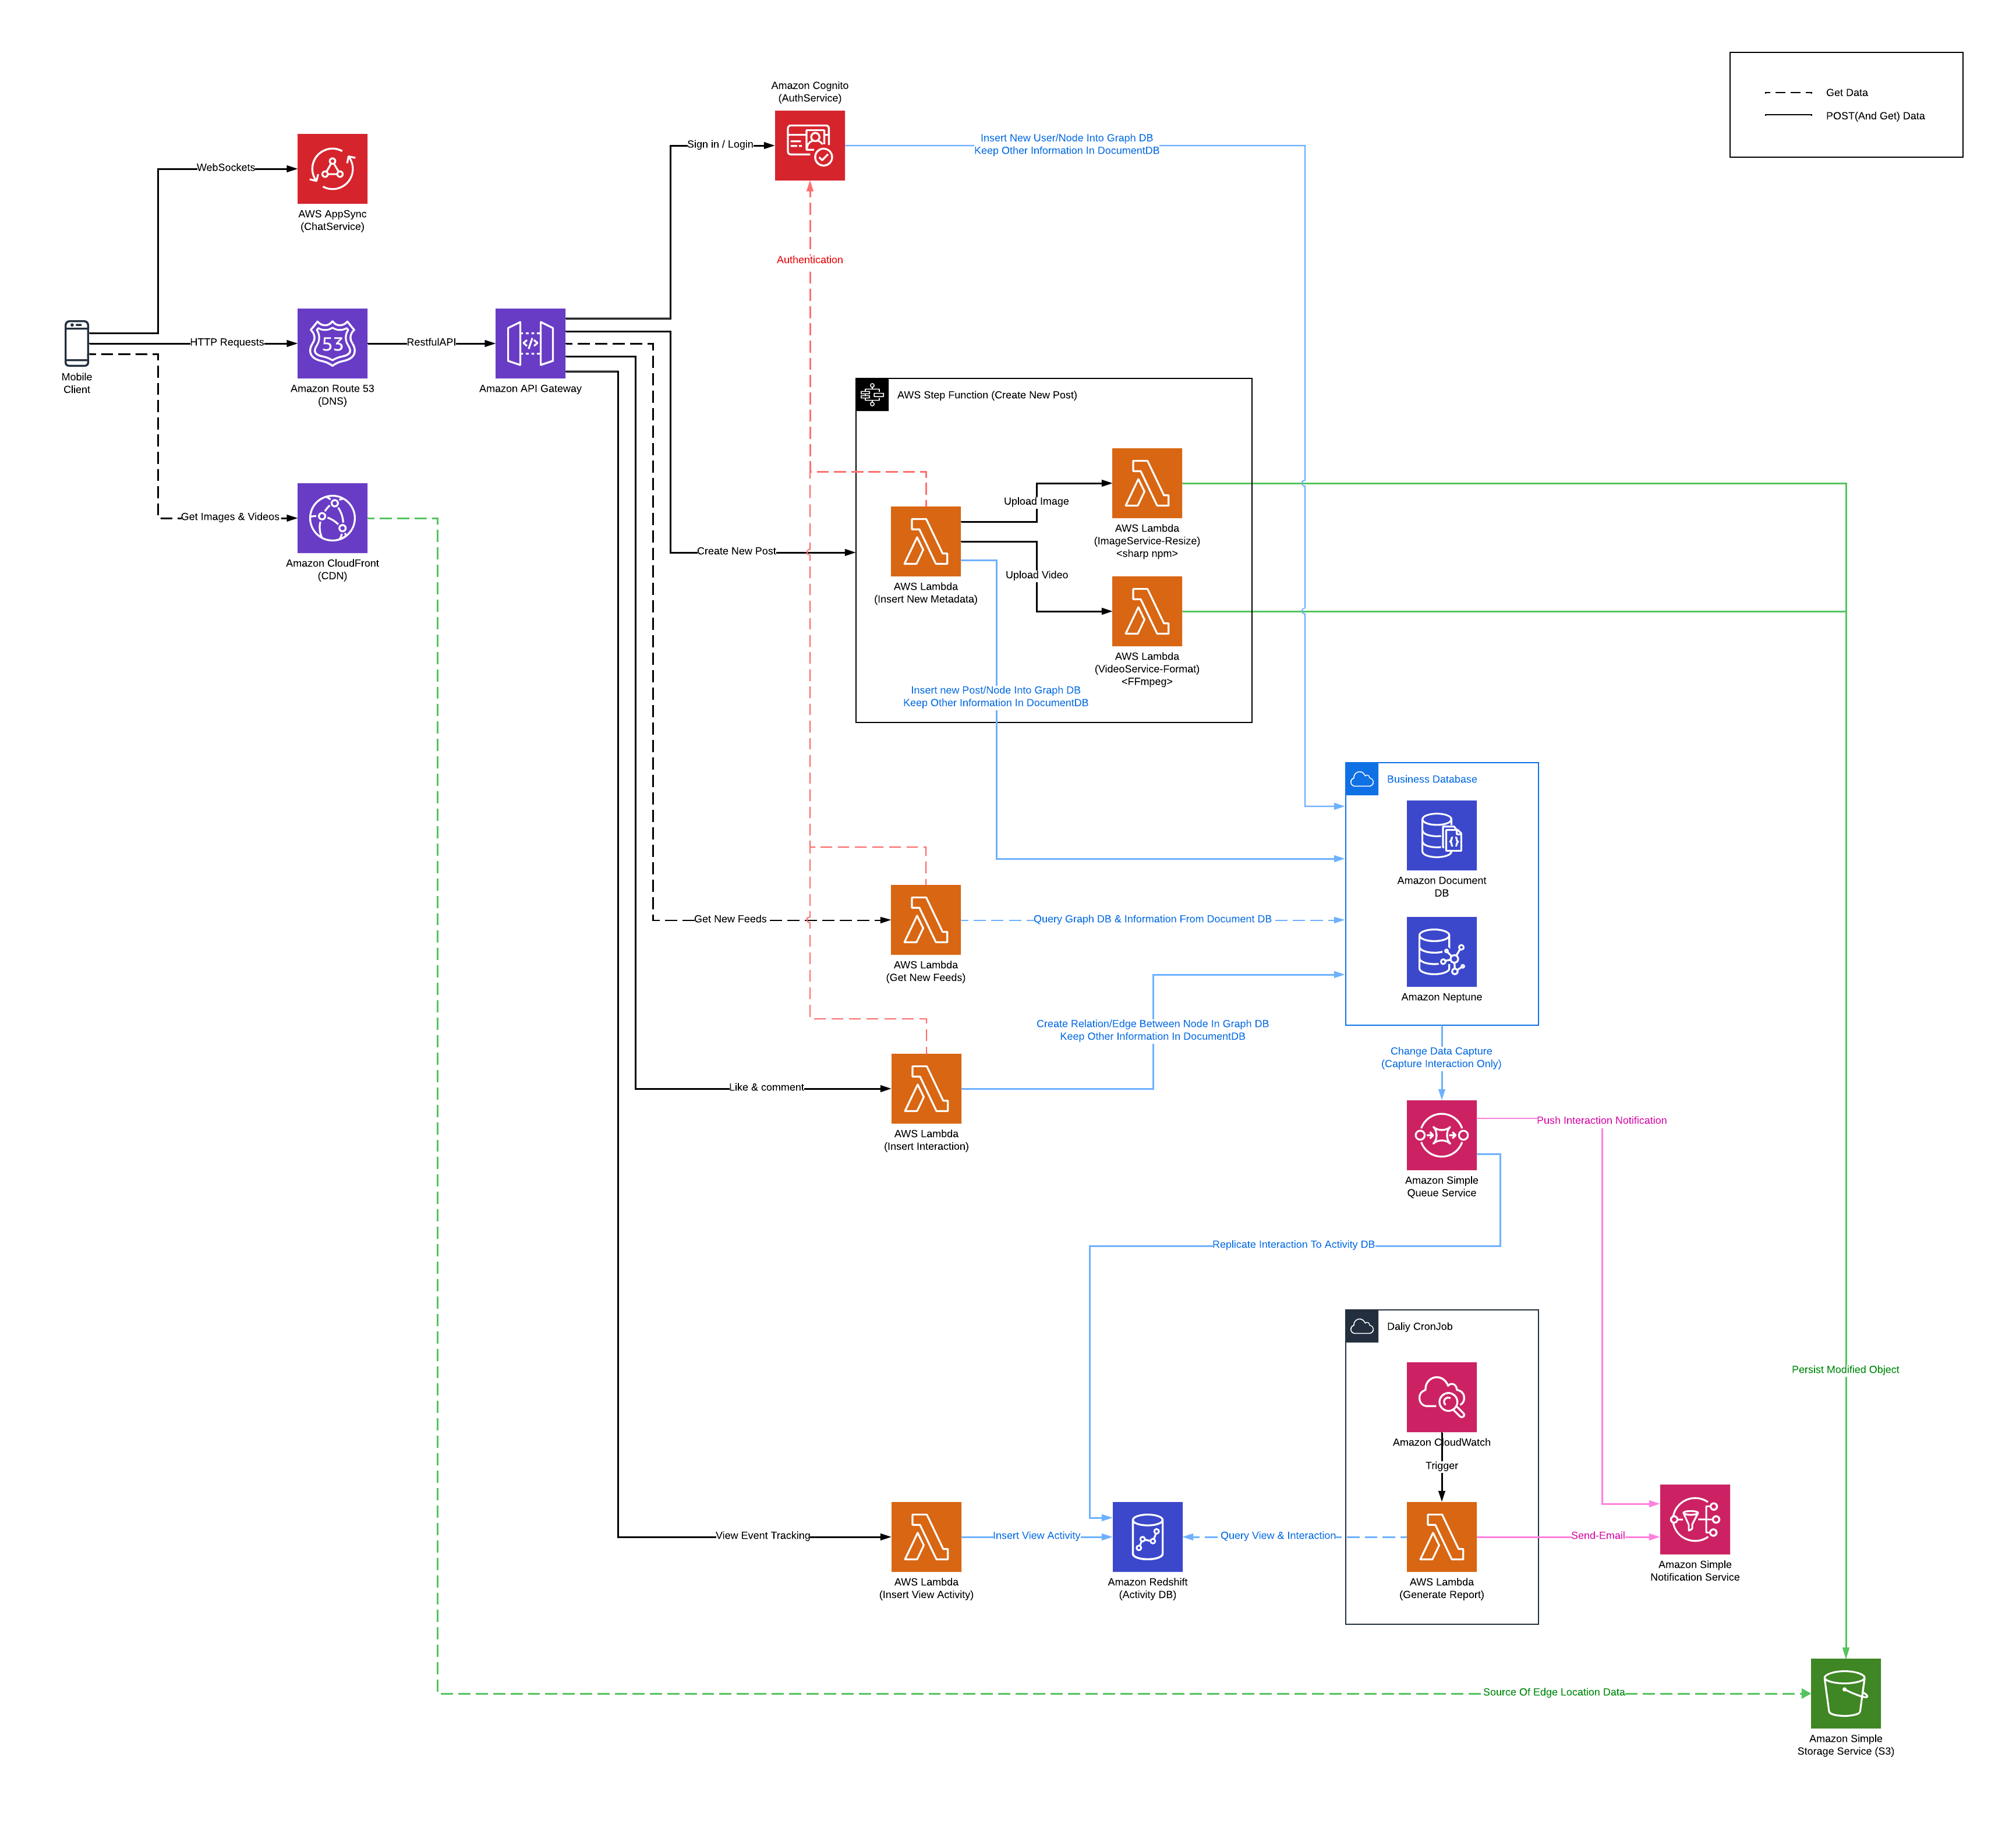 Get Data
POST(And Get) Data
Amazon Cognito
(AuthService)
Sign in / Login
Insert New User/Node Into Graph DB
Keep Other Information In DocumentDB
WebSockets
AWS AppSync
(ChatService)
Authentication
Mobile
Client
HTTP Requests
53
Amazon Route 53
(DNS)
RestfulAPI
Amazon API Gateway
Get Images & Videos
Amazon CloudFront
(CDN)
AWS Step Function (Create New Post)
Create New Post
AWS Lambda
(Insert New Metadata)
Upload Image
AWS Lambda
(ImageService-Resize)
<sharp npm>
Upload Video
AWS Lambda
(VideoService-Format)
<FFmpeg>
Insert new Post/Node Into Graph DB
Keep Other Information In DocumentDB
Business Database
Amazon Document
DB
Amazon Neptune
Get New Feeds
AWS Lambda
(Get New Feeds)
Query Graph DB & Information From Document DB
Create Relation/Edge Between Node In Graph DB
Keep Other Information In DocumentDB
Like & comment
AWS Lambda
(Insert Interaction)
Change Data Capture
(Capture Interaction Only)
Amazon Simple
Queue Service
Push Interaction Notification
Replicate Interaction To Activity DB
Daliy CronJob
Amazon CloudWatch
Trigger
AWS Lambda
(Generate Report)
View Event Tracking
AWS Lambda
(Insert View Activity)
Insert View Activity
Amazon Redshift
(Activity DB)
Query View & Interaction
Send-Email
Amazon Simple
Notification Service
Persist Modified Object
Source Of Edge Location Data
Amazon Simple
Storage Service (S3)